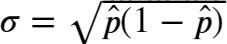 σ = √p̂(1 − p̂)